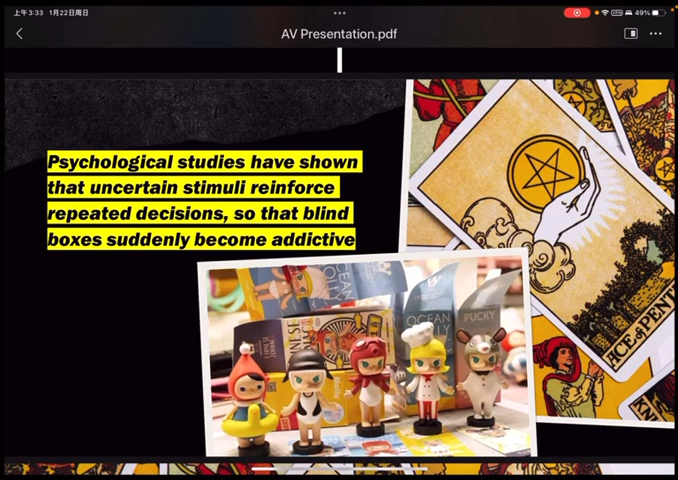 上午3:33 1月22日周日
49%
AV Presentation.pdf
Psychological studies have shown
that uncertain stimuli reinforce
repeated decisions, so that blind
boxes suddenly become addictive
OCEAN
PUCKY
Molly
ACE of PENT